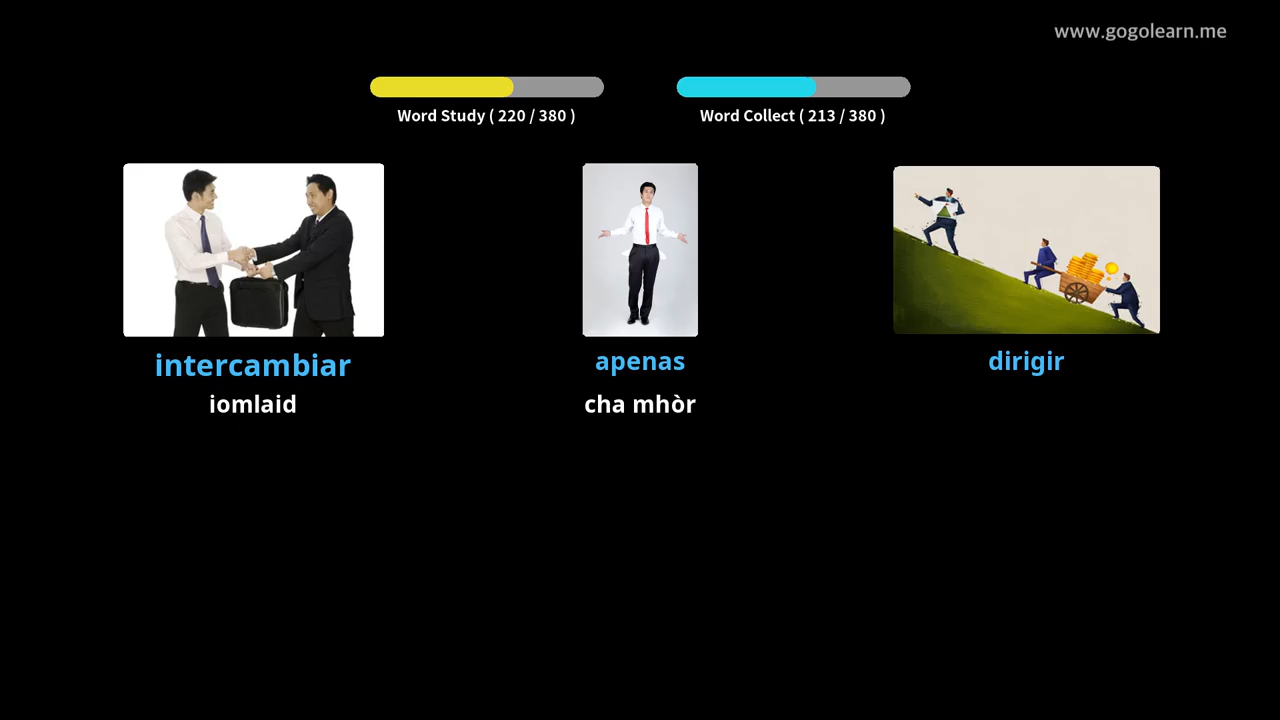 www.gogolearn.me
Word Study ( 220 / 380 )
Word Collect ( 213 / 380 )
intercambiar
iomlaid
apenas
cha mhòr
dirigir